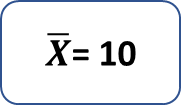 X̅ = 10